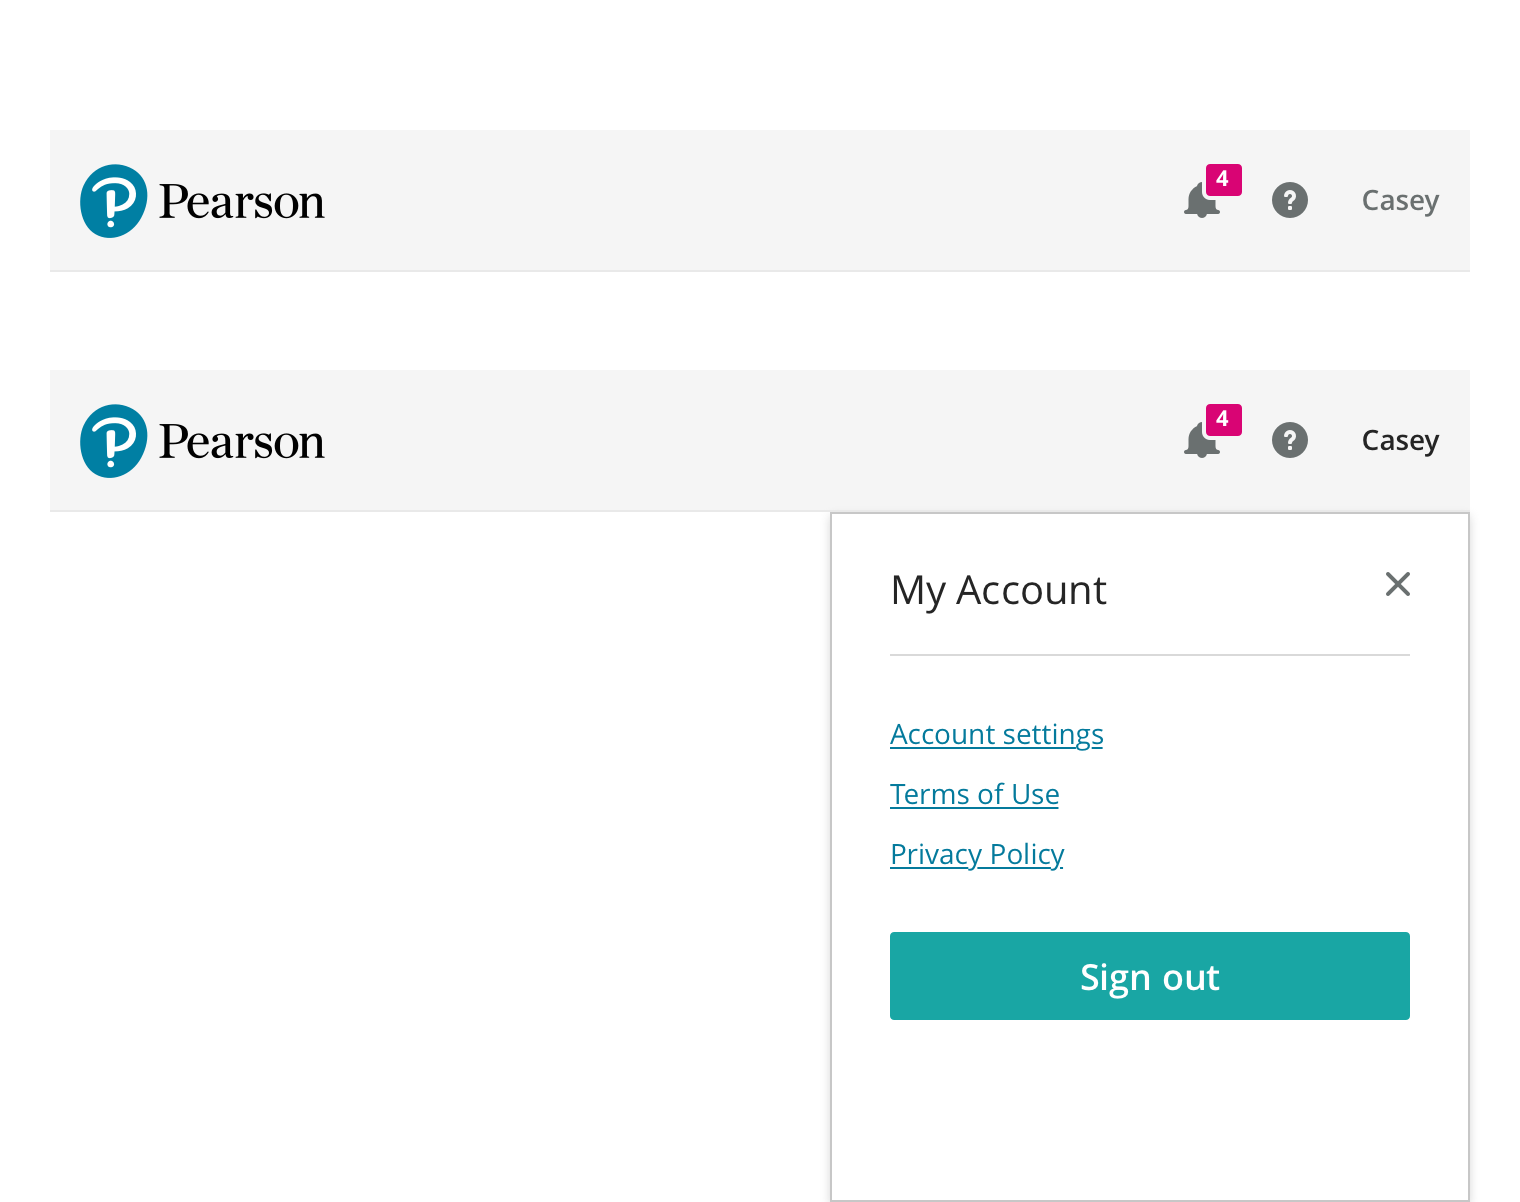 Pearson 4 ? Casey
Pearson 4 ? Casey
My Account
Account settings
Terms of Use
Privacy Policy
Sign out